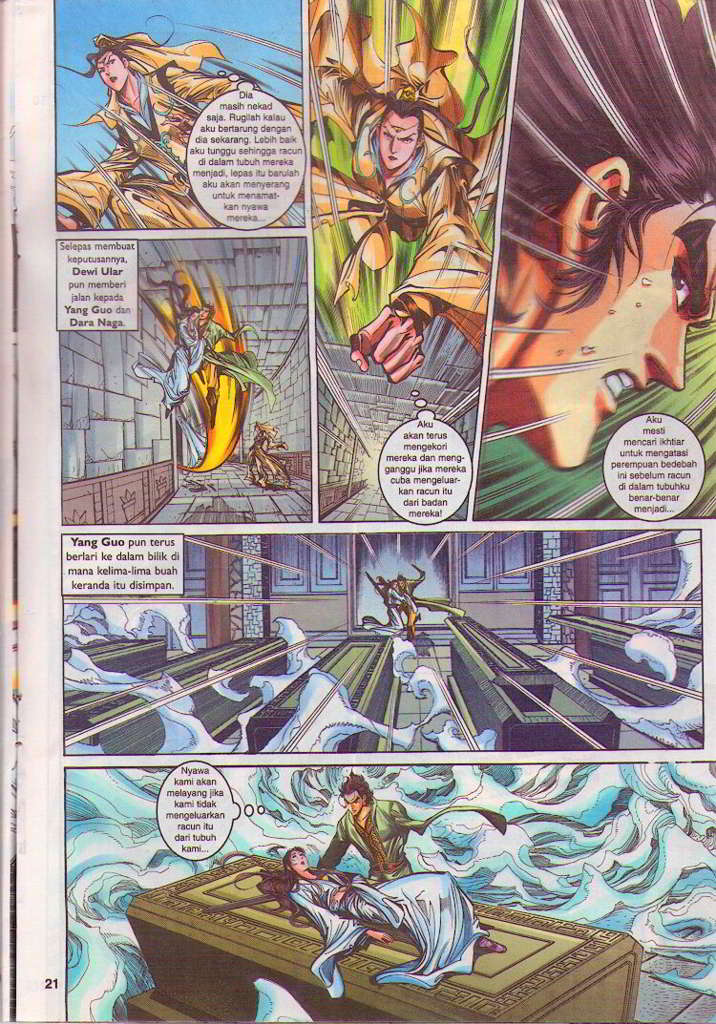 Dia
masih nekad
saja. Rugilah kalau
aku bertarung dengan
dia sekarang. Lebih baik
aku tunggu sehingga racun
di dalam tubuh mereka
menjadi, lepas itu barulah
aku akan menyerang
untuk menamat-
kan nyawa
mereka...
Selepas membuat
keputusannya,
Dewi Ular
pun memberi
jalan kepada
Yang Guo dan
Dara Naga.
Aku
akan terus
mengekori
mereka dan meng-
ganggu jika mereka
cuba mengeluar-
kan racun itu
dari badan
mereka!
Aku
mesti
mencari ikhtiar
untuk mengatasi
perempuan bedebah
ini sebelum racun
di dalam tubuhku
benar-benar
menjadi...
Yang Guo pun terus
berlari ke dalam bilik di
mana kelima-lima buah
keranda itu disimpan.
Nyawa
kami akan
melayang jika
kami tidak
mengeluarkan
racun itu
dari tubuh
kami...
21